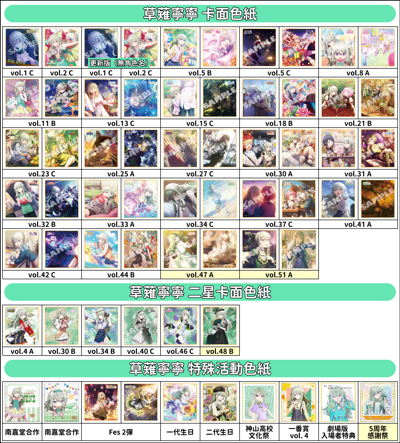 草薙寧寧 卡面色紙
更新版（無角色名）
vol.1 C vol.2 C vol.1 C vol.2 C vol.5 B vol.5 C vol.8 A
vol.11 B vol.13 C vol.15 C vol.18 B vol.21 B
vol.23 C vol.25 A vol.27 C vol.30 A vol.31 A
vol.32 B vol.33 A vol.34 C vol.37 C vol.41 A
vol.42 C vol.44 B vol.47 A vol.51 A
草薙寧寧 二星卡面色紙
vol.4 A vol.30 B vol.34 B vol.40 C vol.46 C vol.48 B
草薙寧寧 特殊活動色紙
南嘉堂合作 南嘉堂合作 Fes 2彈 一代生日 二代生日 神山高校 一番賞 劇場版 5周年
文化祭 vol. 4 入場者特典 感謝祭